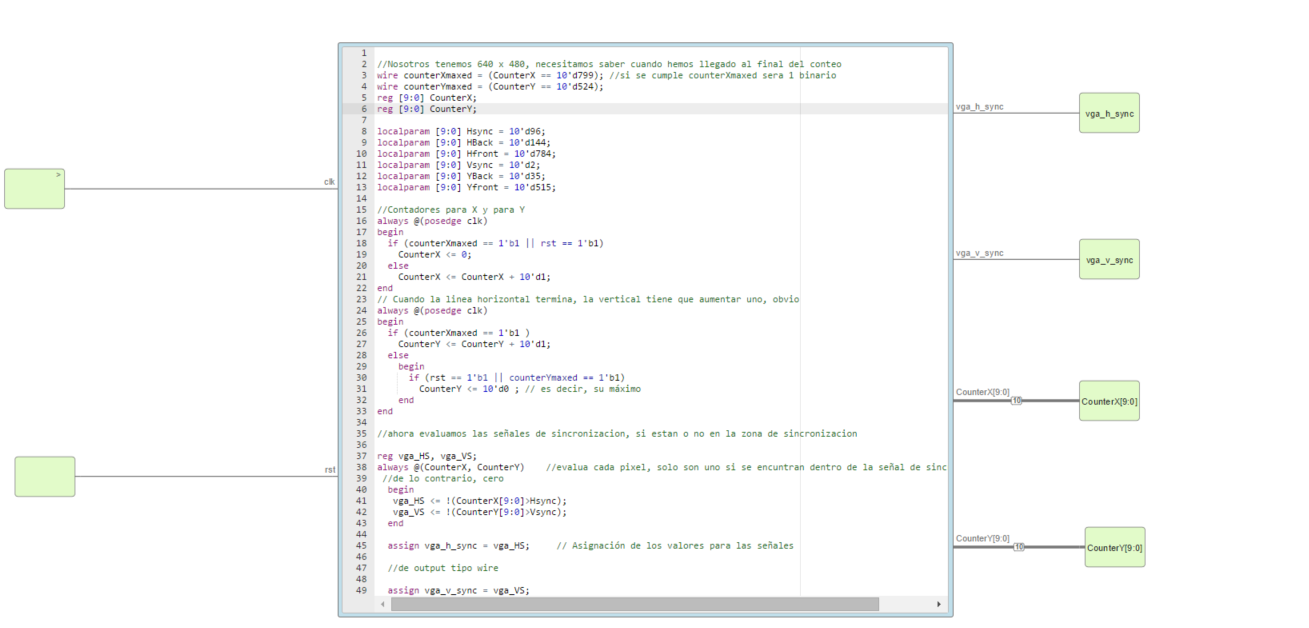 1
2 //Nosotros tenemos 640 x 480, necesitamos saber cuando hemos llegado al final del conteo
3 wire counterXmaxed = (CounterX == 10'd799); //si se cumple counterXmaxed sera 1 binario
4 wire counterYmaxed = (CounterY == 10'd524);
5 reg [9:0] CounterX;
6 reg [9:0] CounterY;
7
8 localparam [9:0] Hsync = 10'd96;
9 localparam [9:0] HBack = 10'd144;
10 localparam [9:0] Hfront = 10'd784;
11 localparam [9:0] Vsync = 10'd2;
12 localparam [9:0] YBack = 10'd35;
13 localparam [9:0] Yfront = 10'd515;
14
15 //Contadores para X y para Y
16 always @(posedge clk)
17 begin
18 if (counterXmaxed == 1'b1 || rst == 1'b1)
19 CounterX <= 0;
20 else
21 CounterX <= CounterX + 10'd1;
22 end
23 // Cuando la linea horizontal termina, la vertical tiene que aumentar uno, obvio
24 always @(posedge clk)
25 begin
26 if (counterXmaxed == 1'b1 )
27 CounterY <= CounterY + 10'd1;
28 else
29 begin
30 if (rst == 1'b1 || counterYmaxed == 1'b1)
31 CounterY <= 10'd0 ; // es decir, su máximo
32 end
33 end
34
35 //ahora evaluamos las señales de sincronizacion, si estan o no en la zona de sincronizacion
36
37 reg vga_HS, vga_VS;
38 always @(CounterX, CounterY) //evalua cada pixel, solo son uno si se encuntran dentro de la señal de sinc
39 //de lo contrario, cero
40 begin
41 vga_HS <= !(CounterX[9:0]>Hsync);
42 vga_VS <= !(CounterY[9:0]>Vsync);
43 end
44
45 assign vga_h_sync = vga_HS; // Asignación de los valores para las señales
46
47 //de output tipo wire
48
49 assign vga_v_sync = vga_VS;
>
clk
rst
vga_h_sync
vga_h_sync
vga_v_sync
vga_v_sync
CounterX[9:0]
10
CounterX[9:0]
CounterY[9:0]
10
CounterY[9:0]